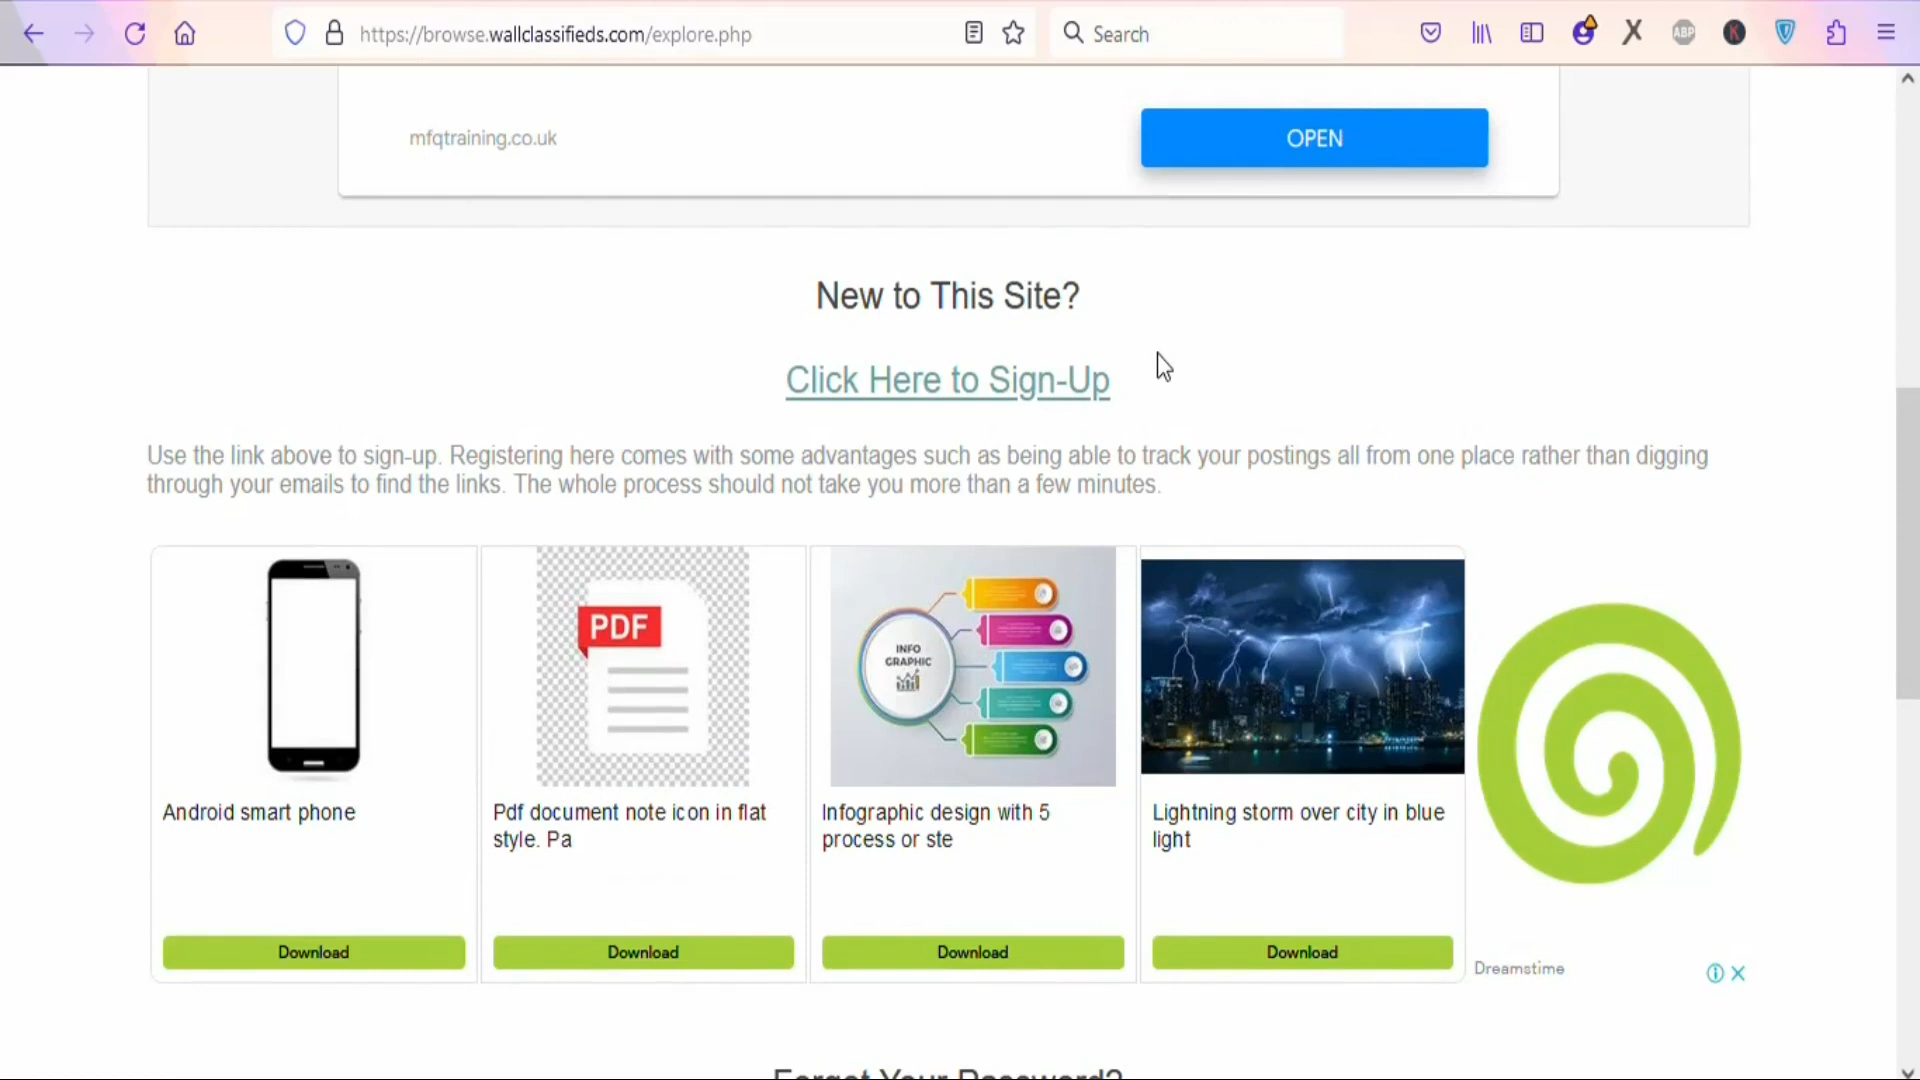 https://browse.wallclassifieds.com/explore.php
Search
ABP
K
mfqtraining.co.uk
OPEN
New to This Site?
Click Here to Sign-Up
Use the link above to sign-up. Registering here comes with some advantages such as being able to track your postings all from one place rather than digging
through your emails to find the links. The whole process should not take you more than a few minutes.
PDF
INFO
GRAPHIC
Android smart phone
Pdf document note icon in flat
style. Pa
Infographic design with 5
process or ste
Lightning storm over city in blue
light
Download
Download
Download
Download
Dreamstime
Forgot Your Password?